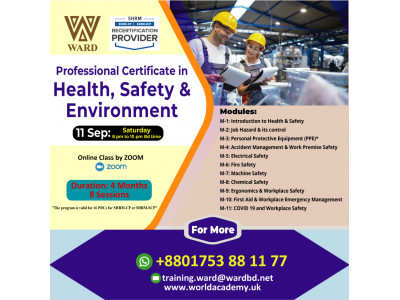 WARD
SHRM
RECERTIFICATION
PROVIDER
Professional Certificate in
Health, Safety &
Environment
11 Sep:
Saturday
8 pm to 10 pm Bd time
Online Class by ZOOM
zoom
Duration: 4 Months
8 Sessions
"The program is valid for 16 PDCs for SHRM-CP or SHRM-SCP"
Modules:
M-1: Introduction to Health & Safety
M-2: Job Hazard & its control
M-3: Personal Protective Equipment (PPE)*
M-4: Accident Management & Work Premise Safety
M-5: Electrical Safety
M-6: Fire Safety
M-7: Machine Safety
M-8: Chemical Safety
M-9: Ergonomics & Workplace Safety
M-10: First Aid & Workplace Emergency Management
M-11: COVID 19 and Workplace Safety
For More
+8801753 88 11 77
training.ward@wardbd.net
www.worldacademy.uk